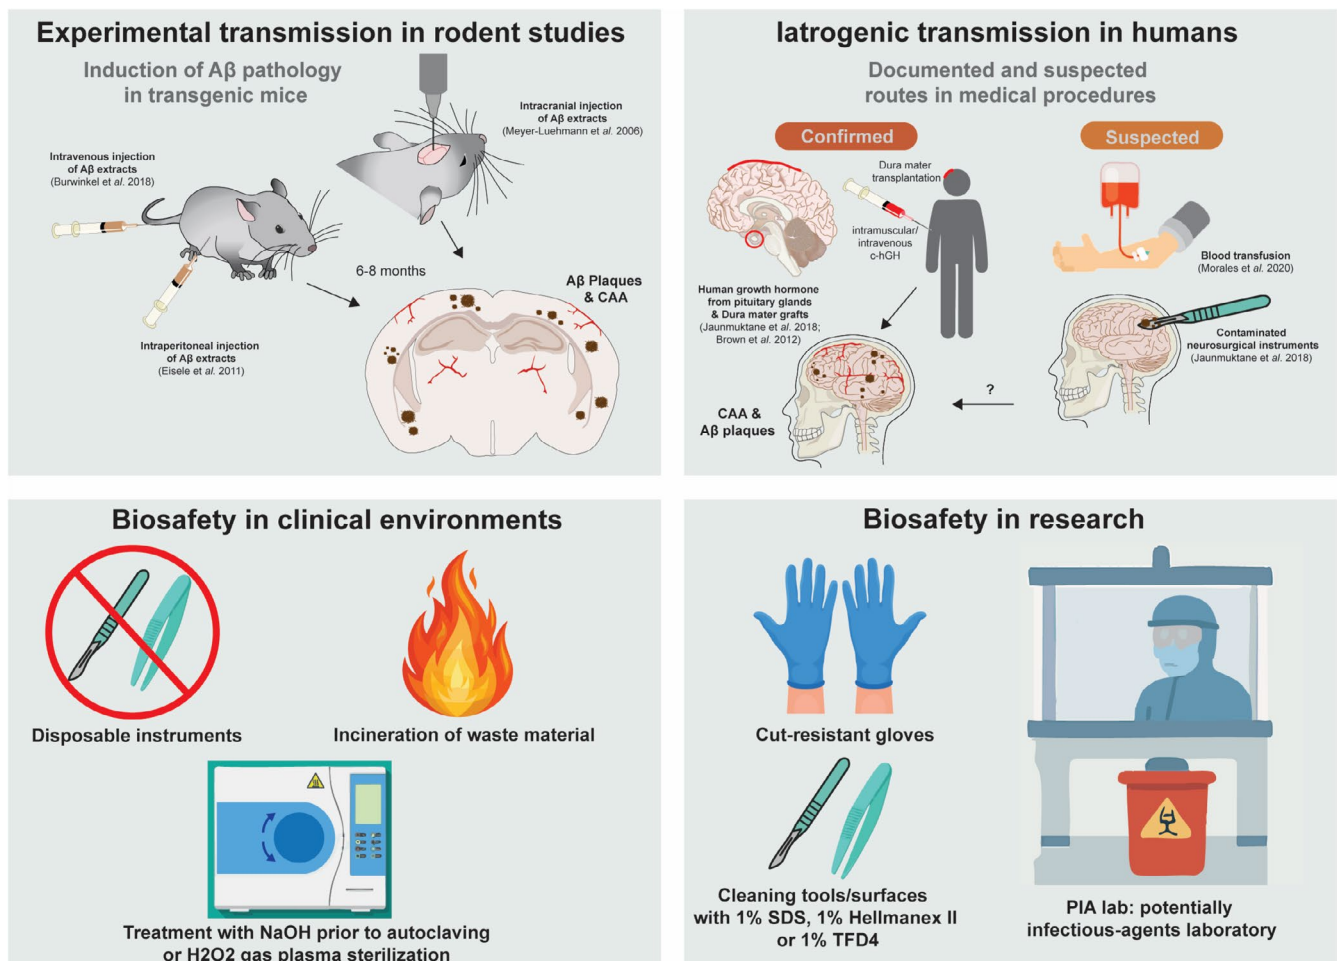 Experimental transmission in rodent studies
Induction of Aβ pathology
in transgenic mice
Intracranial injection
of Aβ extracts
(Meyer-Luehmann et al. 2006)
Intravenous injection
of Aβ extracts
(Burwinkel et al. 2018)
6-8 months
Aβ Plaques
& CAA
Intraperitoneal injection
of Aβ extracts
(Eisele et al. 2011)
Iatrogenic transmission in humans
Documented and suspected
routes in medical procedures
Confirmed
Dura mater
transplantation
intramuscular/
intravenous
c-hGH
Human growth hormone
from pituitary glands
& Dura mater grafts
(Jaunmuktane et al. 2018;
Brown et al. 2012)
CAA &
Aβ plaques
Suspected
Blood transfusion
(Morales et al. 2020)
Contaminated
neurosurgical instruments
(Jaunmuktane et al. 2018)
?
Biosafety in clinical environments
Disposable instruments
Incineration of waste material
Treatment with NaOH prior to autoclaving
or H2O2 gas plasma sterilization
Biosafety in research
Cut-resistant gloves
Cleaning tools/surfaces
with 1% SDS, 1% Hellmanex II
or 1% TFD4
PIA lab: potentially
infectious-agents laboratory